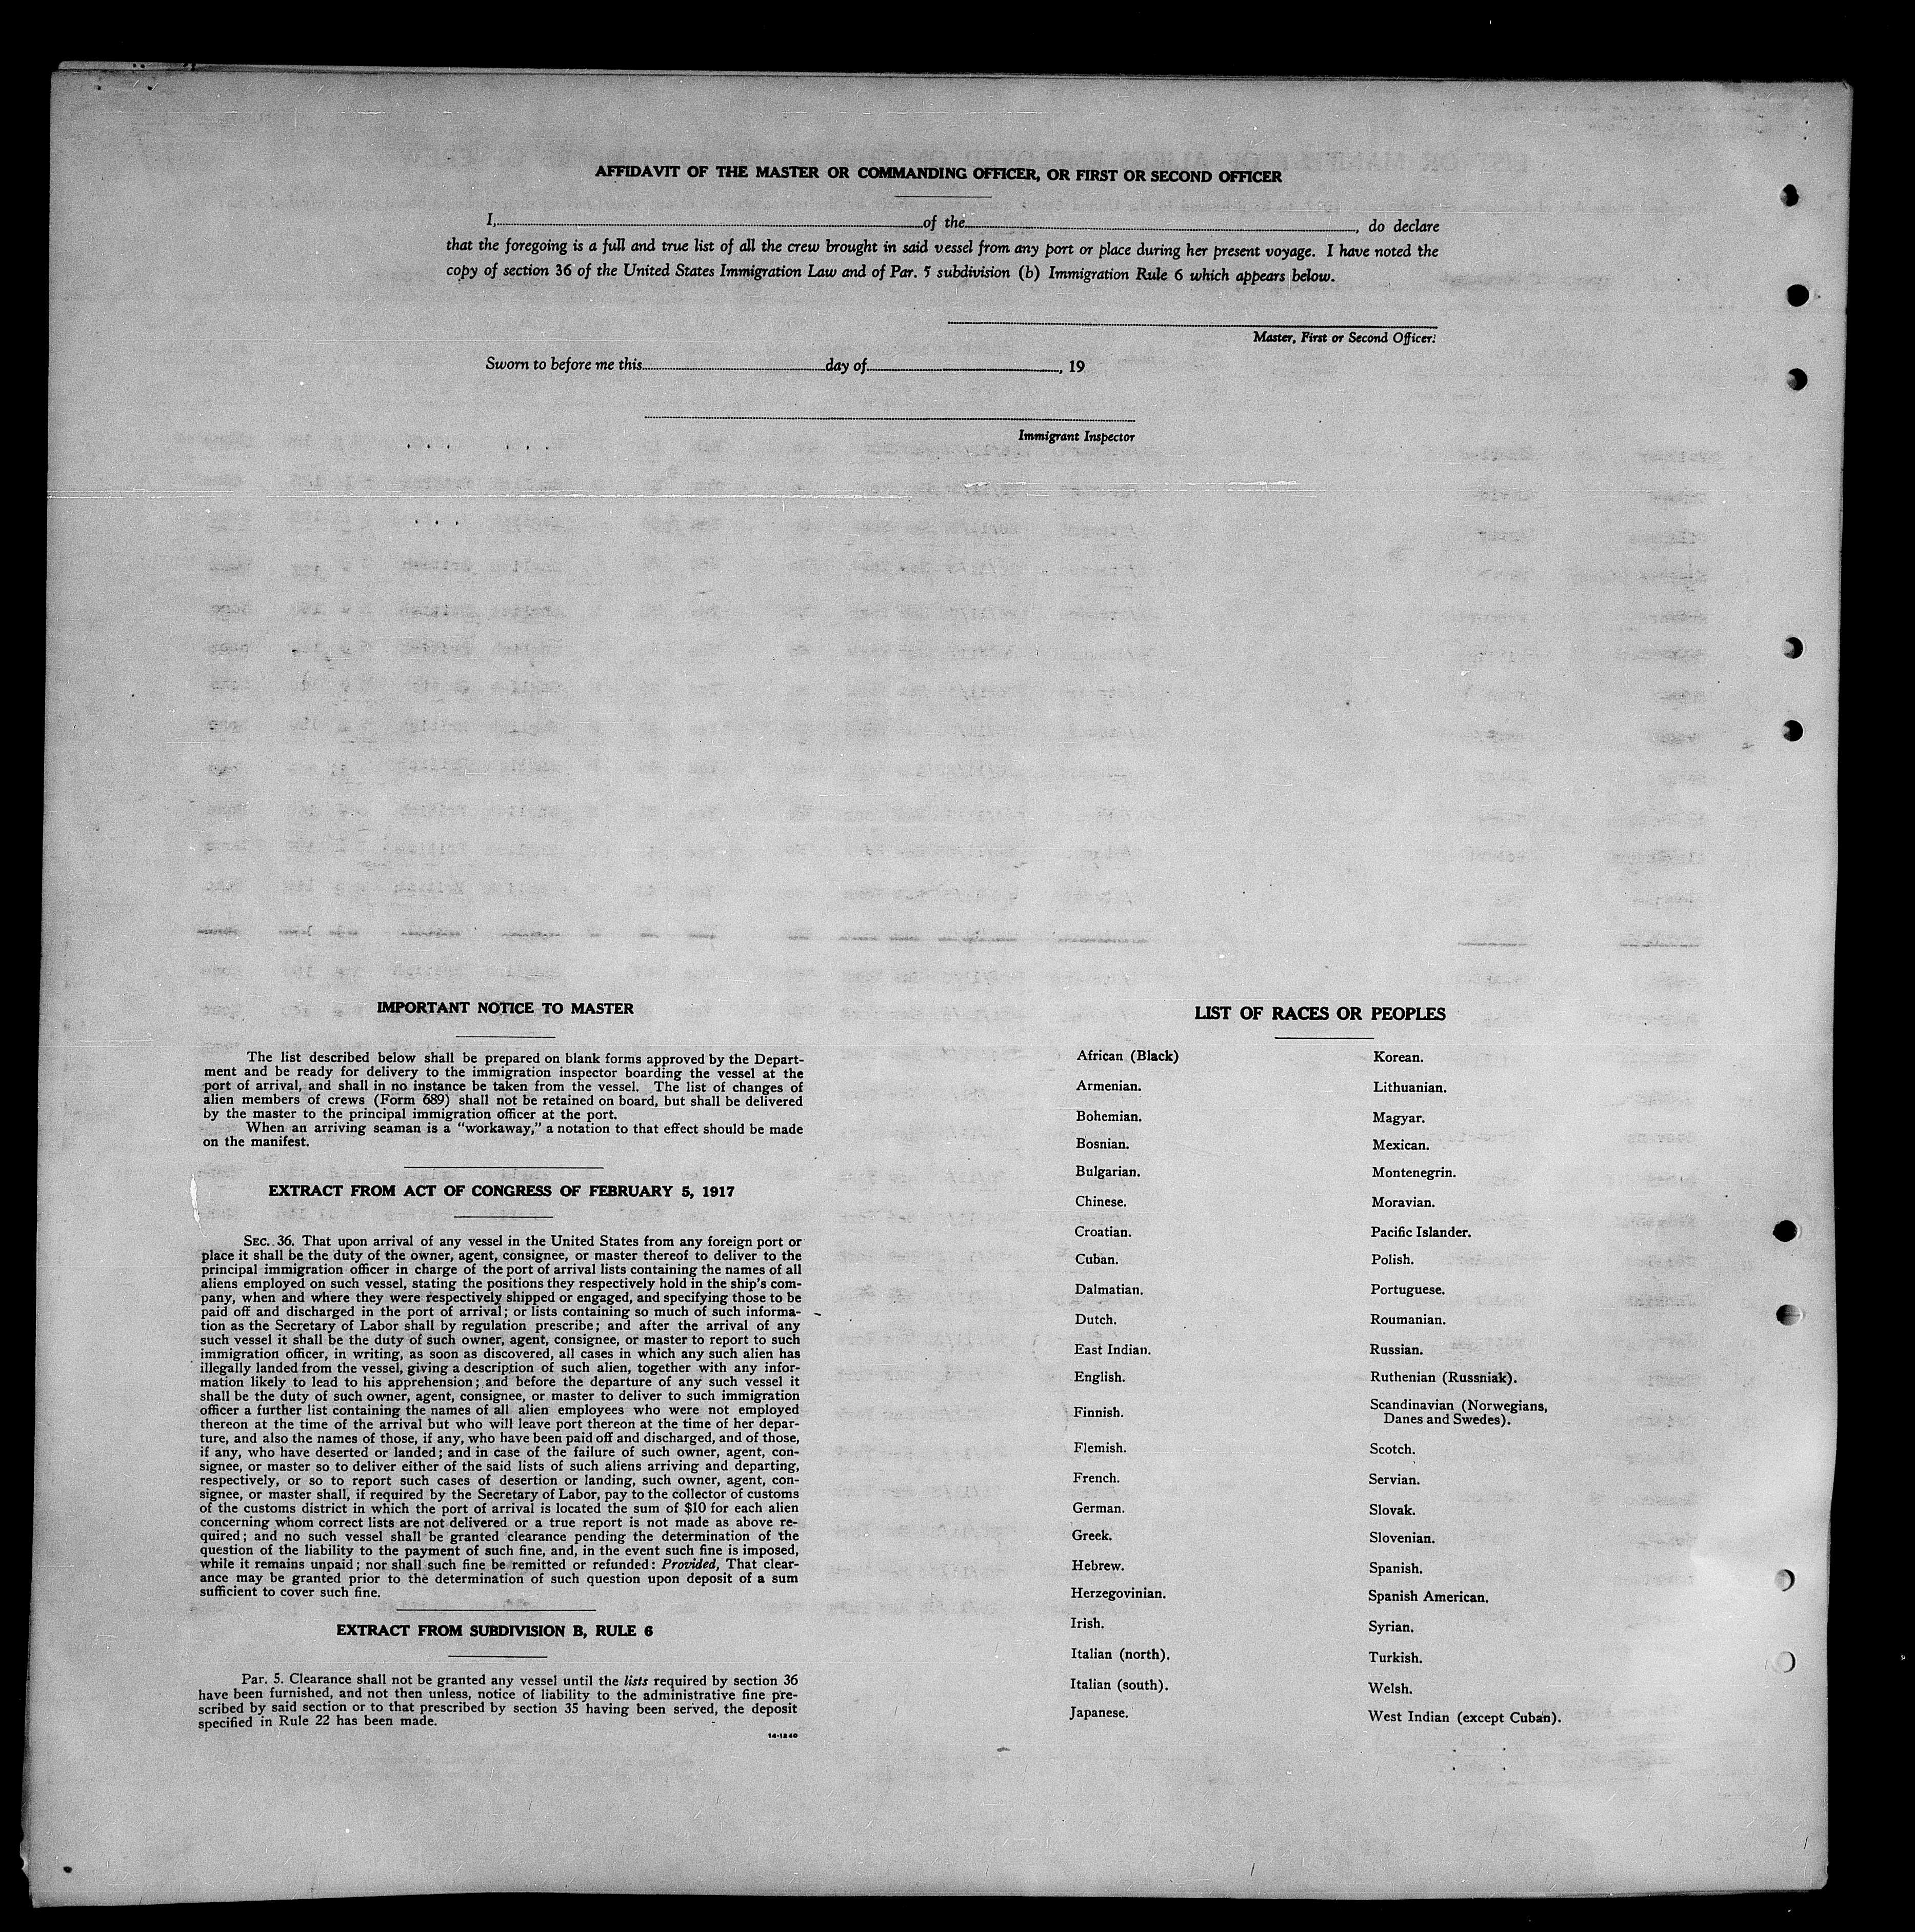 AFFIDAVIT OF THE MASTER OR COMMANDING OFFICER, OR FIRST OR SECOND OFFICER
I, of the , do declare
that the foregoing is a full and true list of all the crew brought in said vessel from any port or place during her present voyage. I have noted the
copy of section 36 of the United States Immigration Law and of Par. 5 subdivision (b) Immigration Rule 6 which appears below.
Master, First or Second Officer.
Sworn to before me this day of , 19
Immigrant Inspector
IMPORTANT NOTICE TO MASTER
The list described below shall be prepared on blank forms approved by the Depart-
ment and be ready for delivery to the immigration inspector boarding the vessel at the
port of arrival, and shall in no instance be taken from the vessel. The list of changes of
alien members of crews (Form 689) shall not be retained on board, but shall be delivered
by the master to the principal immigration officer at the port.
When an arriving seaman is a "workaway," a notation to that effect should be made
on the manifest.
EXTRACT FROM ACT OF CONGRESS OF FEBRUARY 5, 1917
SEC. 36. That upon arrival of any vessel in the United States from any foreign port or
place it shall be the duty of the owner, agent, consignee, or master thereof to deliver to the
principal immigration officer in charge of the port of arrival lists containing the names of all
aliens employed on such vessel, stating the positions they respectively hold in the ship's com-
pany, when and where they were respectively shipped or engaged, and specifying those to be
paid off and discharged in the port of arrival; or lists containing so much of such informa-
tion as the Secretary of Labor shall by regulation prescribe; and after the arrival of any
such vessel it shall be the duty of such owner, agent, consignee, or master to report to such
immigration officer, in writing, as soon as discovered, all cases in which any such alien has
illegally landed from the vessel, giving a description of such alien, together with any infor-
mation likely to lead to his apprehension; and before the departure of any such vessel it
shall be the duty of such owner, agent, consignee, or master to deliver to such immigration
officer a further list containing the names of all alien employees who were not employed
thereon at the time of the arrival but who will leave port thereon at the time of her depar-
ture, and also the names of those, if any, who have been paid off and discharged, and of those,
if any, who have deserted or landed; and in case of the failure of such owner, agent, con-
signee, or master so to deliver either of the said lists of such aliens arriving and departing,
respectively, or so to report such cases of desertion or landing, such owner, agent, con-
signee, or master shall, if required by the Secretary of Labor, pay to the collector of customs
of the customs district in which the port of arrival is located the sum of $10 for each alien
concerning whom correct lists are not delivered or a true report is not made as above re-
quired; and no such vessel shall be granted clearance pending the determination of the
question of the liability to the payment of such fine, and, in the event such fine is imposed,
while it remains unpaid; nor shall such fine be remitted or refunded: Provided, That clear-
ance may be granted prior to the determination of such question upon deposit of a sum
sufficient to cover such fine.
EXTRACT FROM SUBDIVISION B, RULE 6
Par. 5. Clearance shall not be granted any vessel until the lists required by section 36
have been furnished, and not then unless, notice of liability to the administrative fine pre-
scribed by said section or to that prescribed by section 35 having been served, the deposit
specified in Rule 22 has been made.
14-1240
LIST OF RACES OR PEOPLES
African (Black)
Armenian.
Bohemian.
Bosnian.
Bulgarian.
Chinese.
Croatian.
Cuban.
Dalmatian.
Dutch.
East Indian.
English.
Finnish.
Flemish.
French.
German.
Greek.
Hebrew.
Herzegovinian.
Irish.
Italian (north).
Italian (south).
Japanese.
Korean.
Lithuanian.
Magyar.
Mexican.
Montenegrin.
Moravian.
Pacific Islander.
Polish.
Portuguese.
Roumanian.
Russian.
Ruthenian (Russniak).
Scandinavian (Norwegians,
Danes and Swedes).
Scotch.
Servian.
Slovak.
Slovenian.
Spanish.
Spanish American.
Syrian.
Turkish.
Welsh.
West Indian (except Cuban).